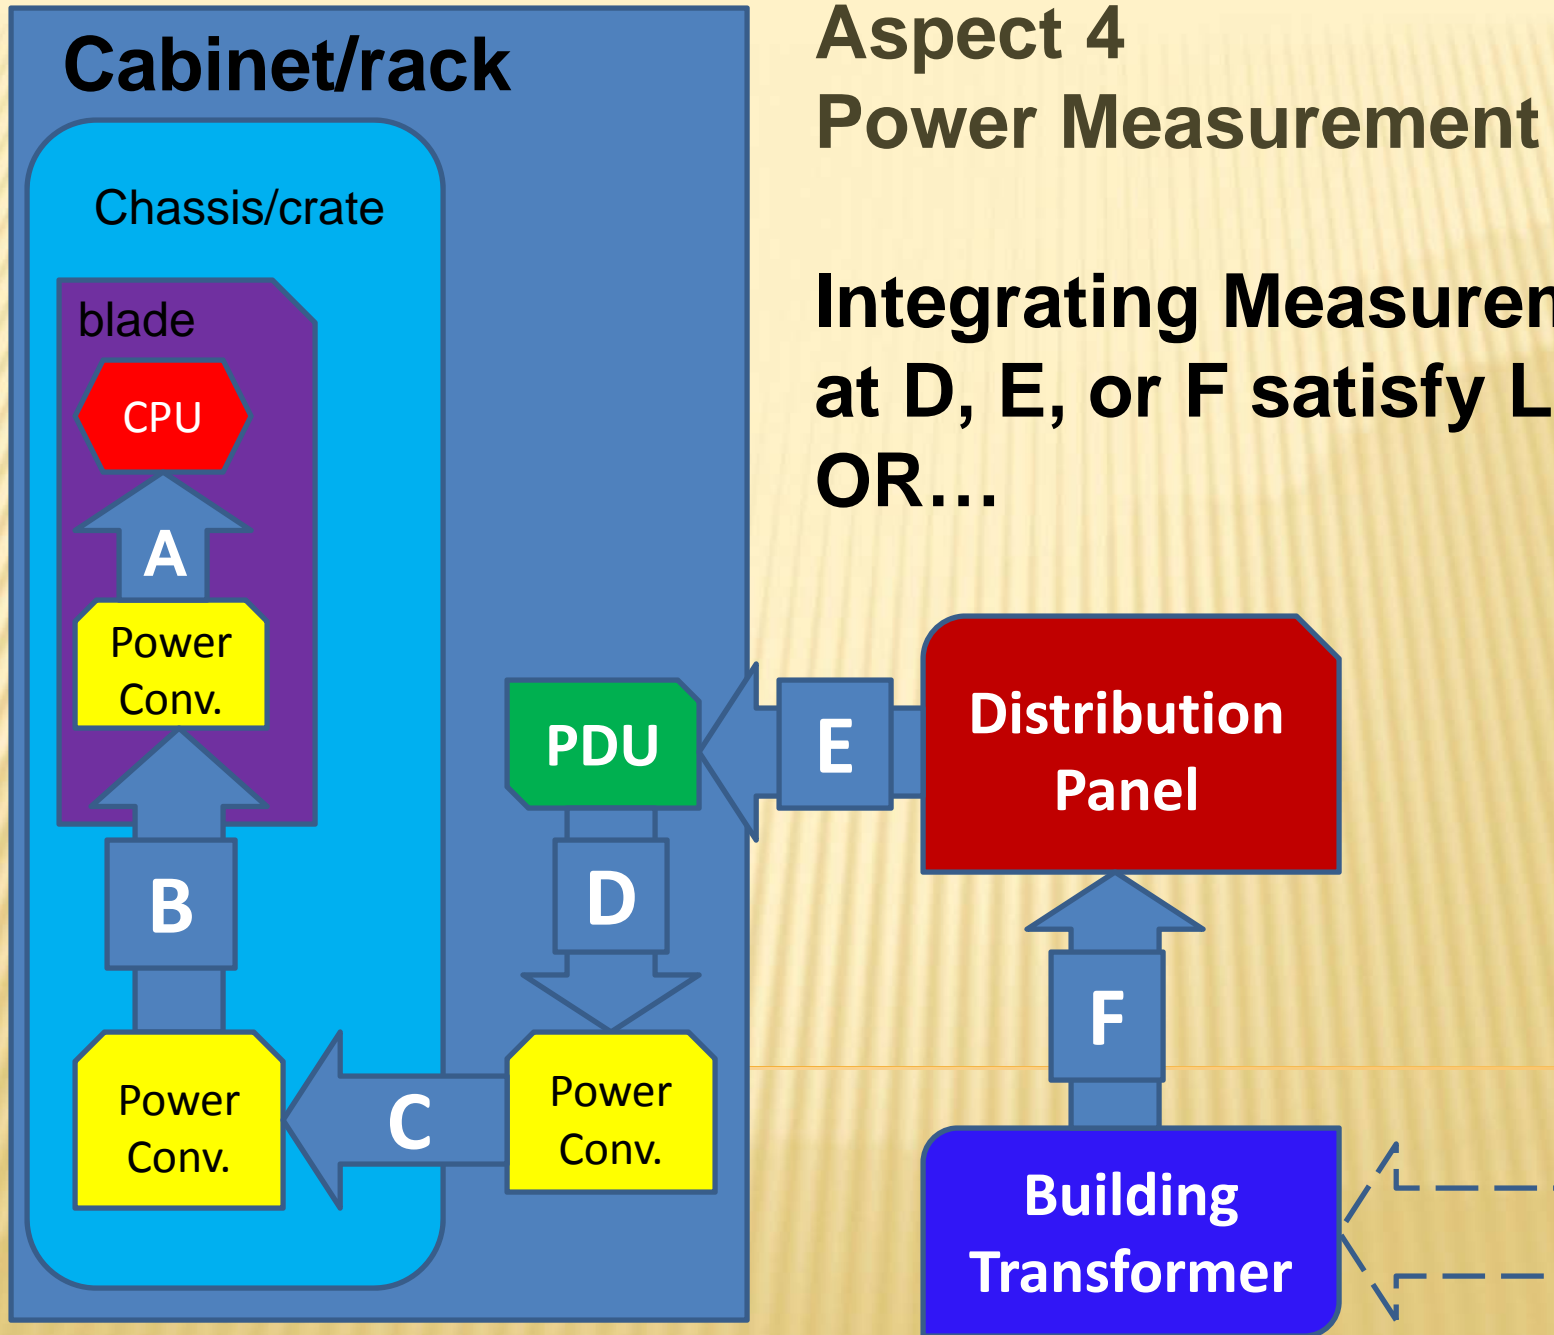 Cabinet/rack
Chassis/crate
blade
CPU
A
Power
Conv.
B
Power
Conv.
C
Power
Conv.
D
PDU
E
Aspect 4
Power Measurement
Integrating
at D, E, or F satisfy
OR…
Distribution
Panel
F
Building
Transformer